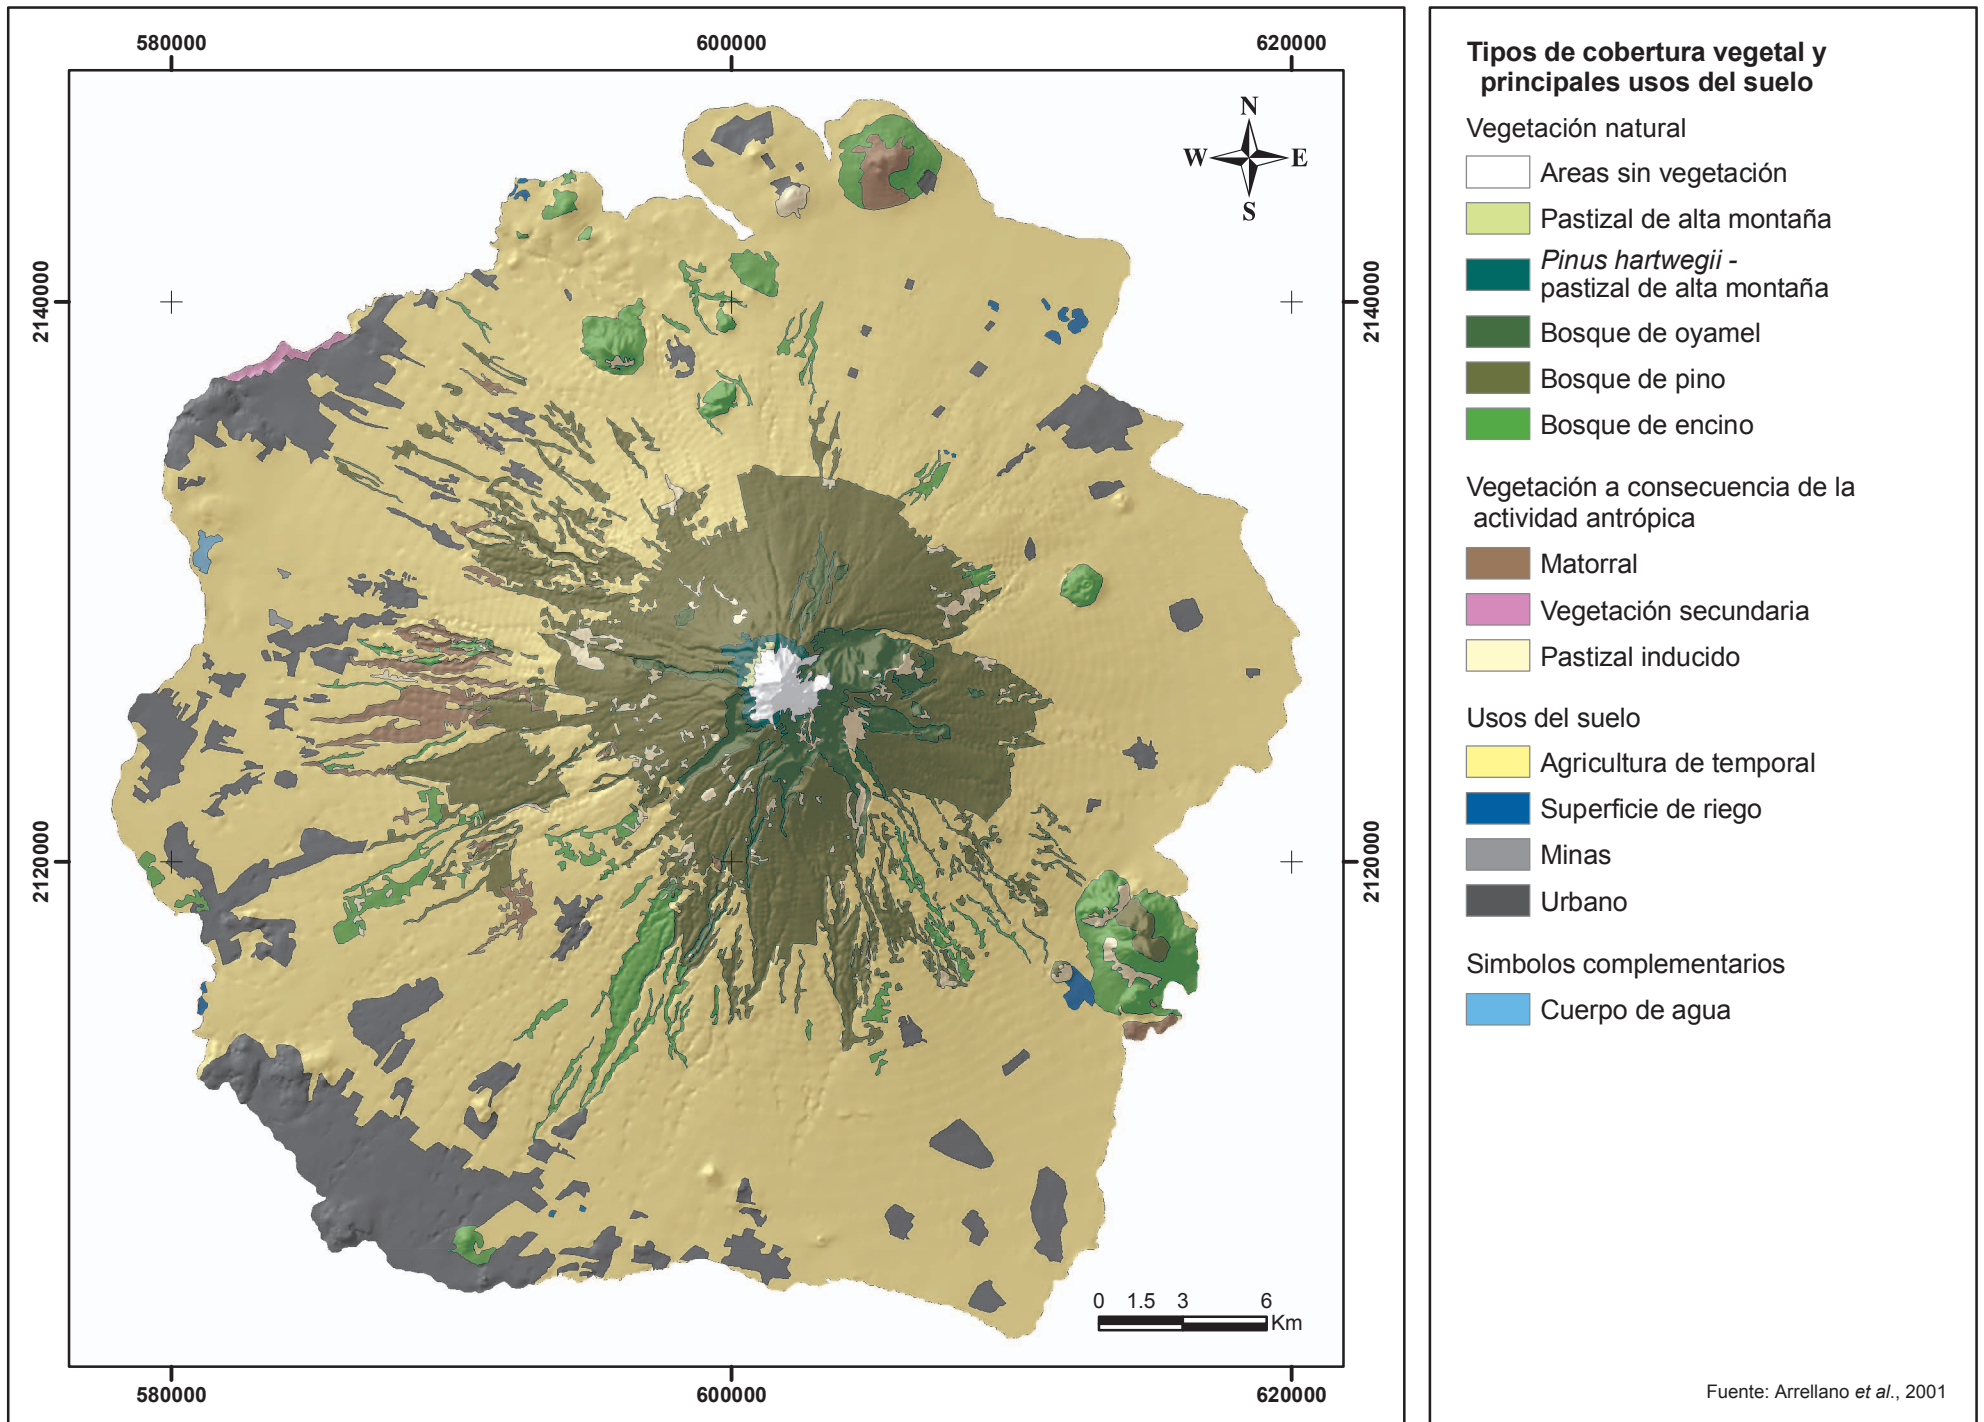 580000
600000
620000
N
W
E
S
2140000
2140000
2120000
2120000
0 1.5 3 6
Km
580000
600000
620000
Tipos de cobertura vegetal y
principales usos del suelo
Vegetación natural
Areas sin vegetación
Pastizal de alta montaña
Pinus hartwegii -
pastizal de alta montaña
Bosque de oyamel
Bosque de pino
Bosque de encino
Vegetación a consecuencia de la
actividad antrópica
Matorral
Vegetación secundaria
Pastizal inducido
Usos del suelo
Agricultura de temporal
Superficie de riego
Minas
Urbano
Simbolos complementarios
Cuerpo de agua
Fuente: Arrellano et al., 2001